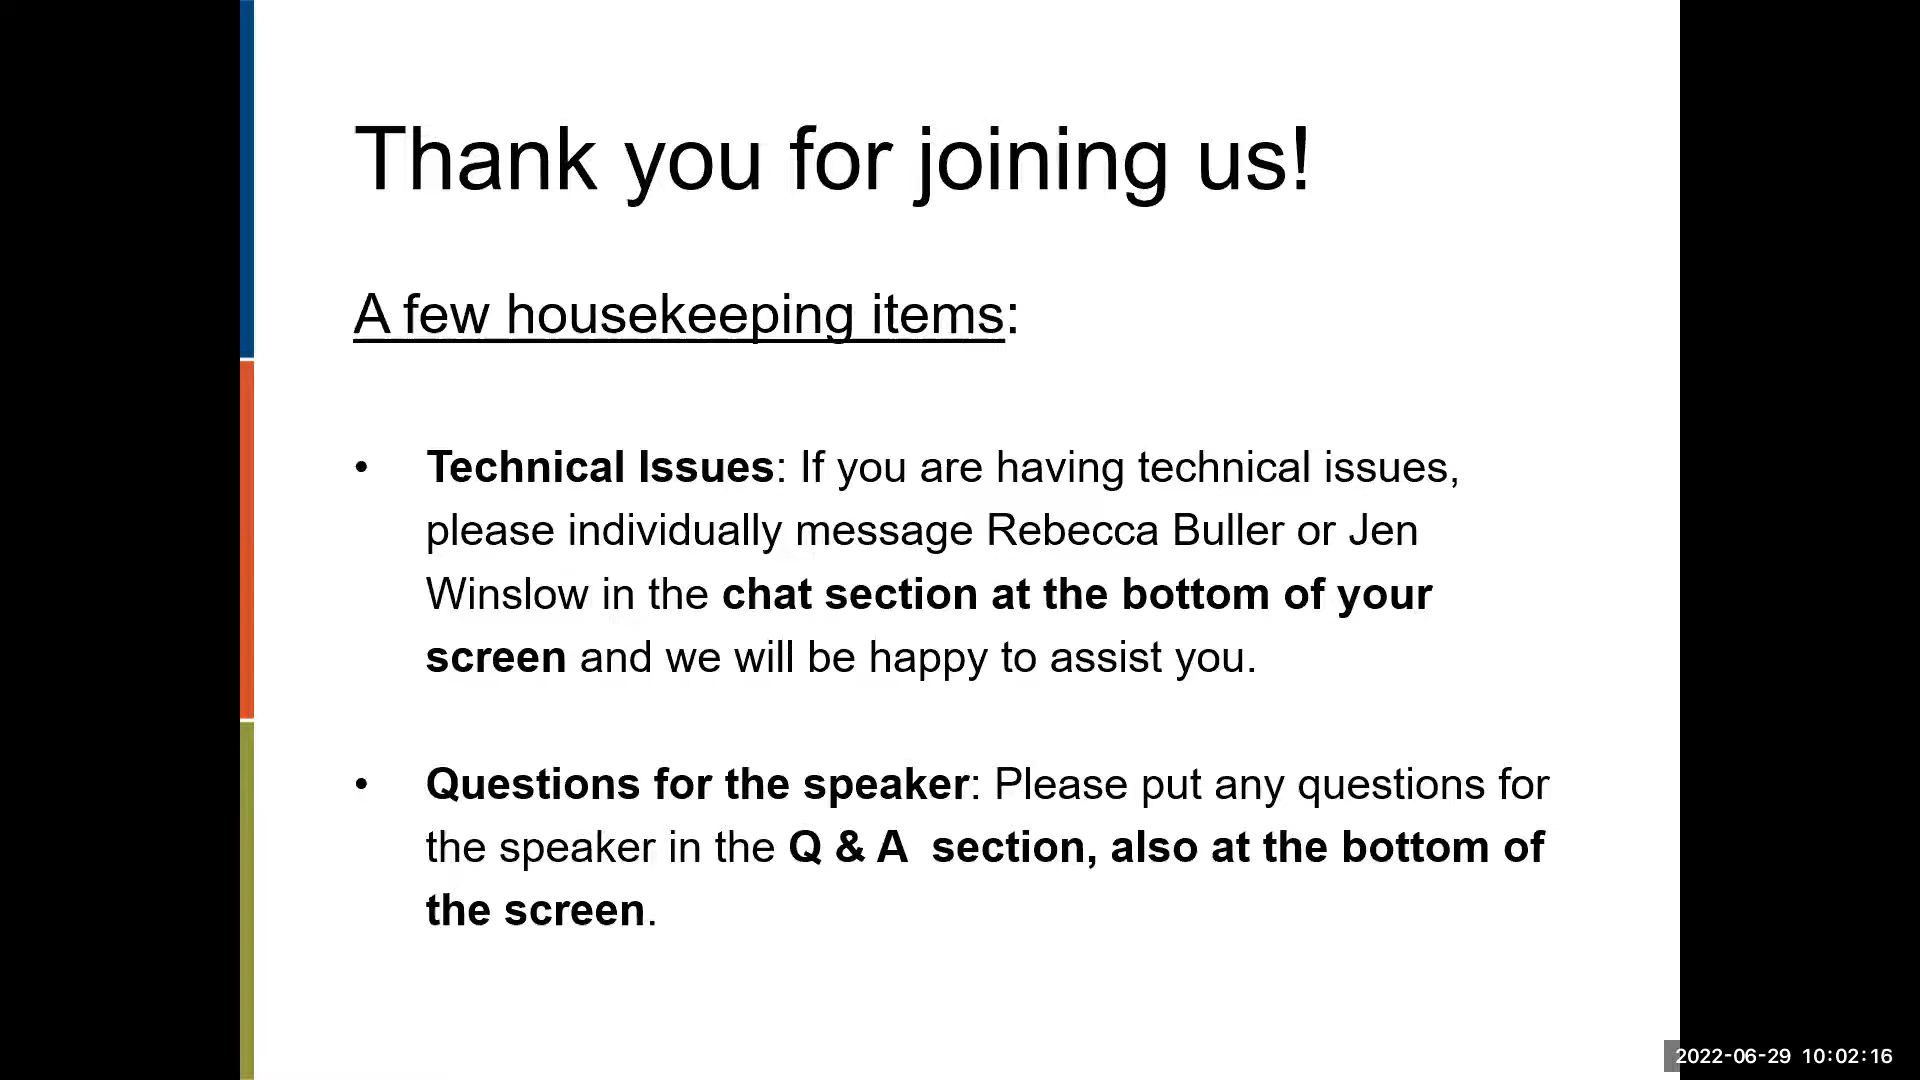 Thank you for joining us!
A few housekeeping items:
• Technical Issues: If you are having technical issues,
please individually message Rebecca Buller or Jen
Winslow in the chat section at the bottom of your
screen and we will be happy to assist you.
• Questions for the speaker: Please put any questions for
the speaker in the Q & A  section, also at the bottom of
the screen.
2022-06-29 10:02:16